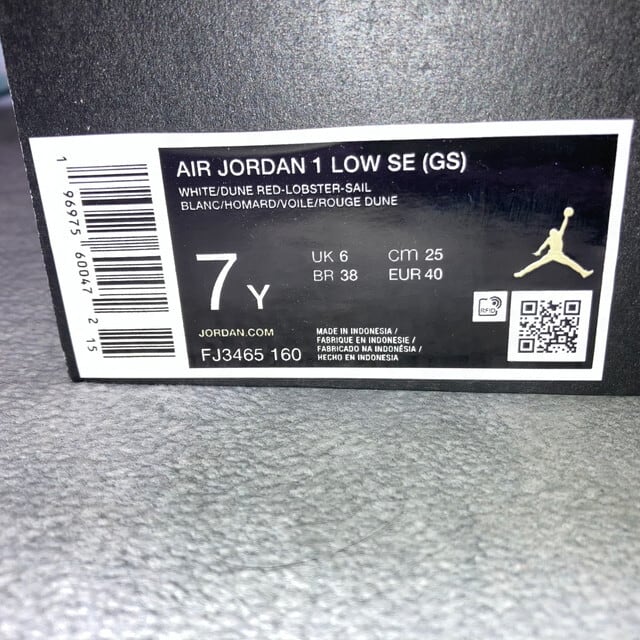 AIR JORDAN 1 LOW SE (GS)
WHITE/DUNE RED-LOBSTER-SAIL
BLANC/HOMARD/VOILE/ROUGE DUNE
7 Y
UK 6 CM 25
BR 38 EUR 40
JORDAN.COM
FJ3465 160
MADE IN INDONESIA /
FABRIQUE EN INDONESIE /
FABRICADO NA INDONÉSIA /
HECHO EN INDONESIA
RFID
1 96975 60047 2 15